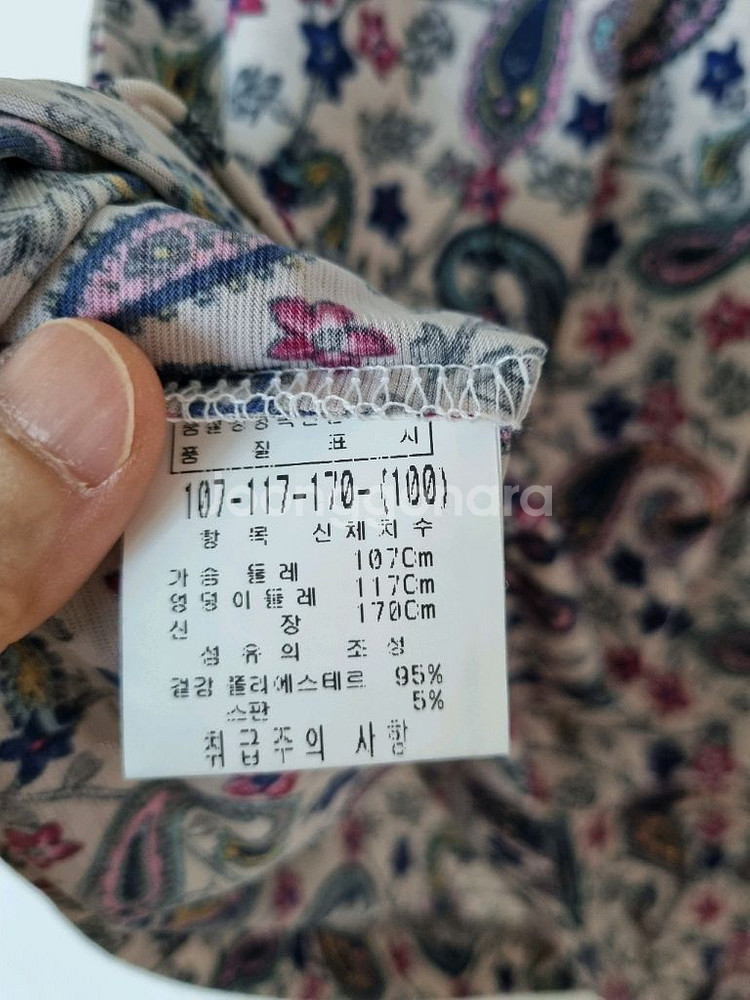 품 질 표 시
107-117-170-(100)
joonggonara
항 목 신 체 치 수
가 슴 둘 레 107Cm
엉 덩 이 둘 레 117Cm
신 장 170Cm
섬 유 의 조 성
겉감 폴리에스테르 95%
스판 5%
취 급 주 의 사 항